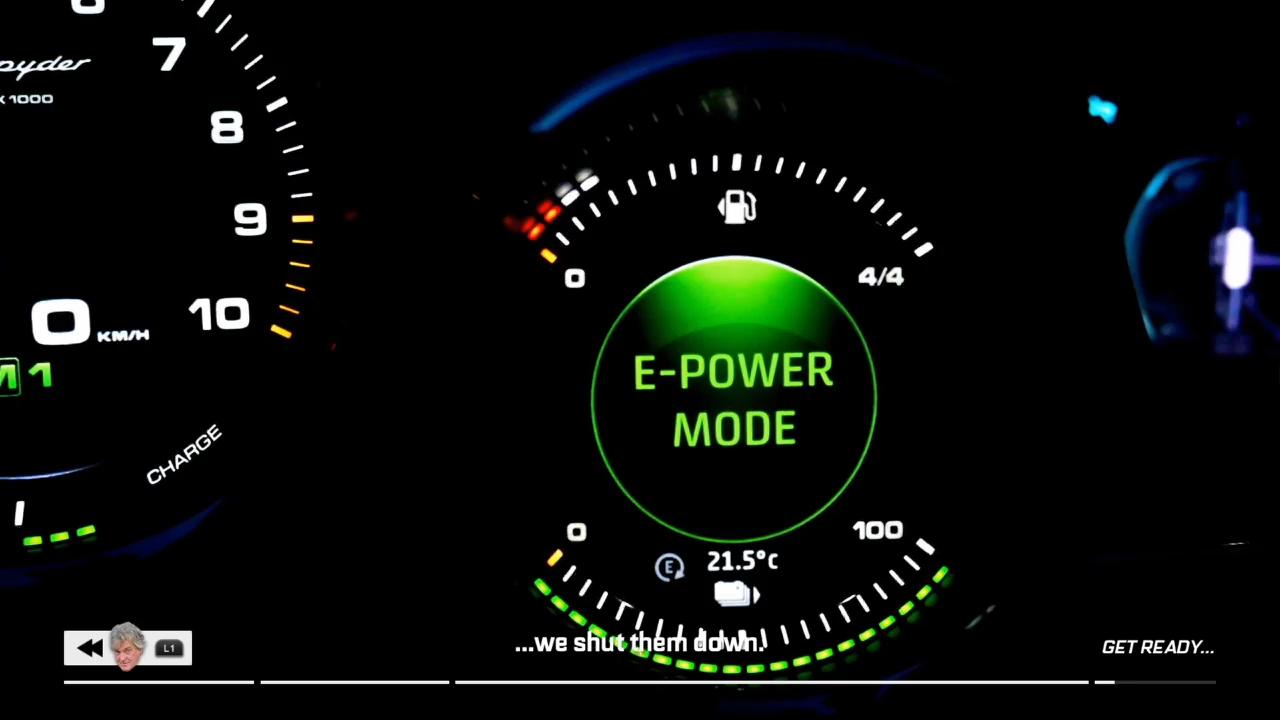 7
pyder
X 1000
8
9
10
0 KM/H
M 1
CHARGE
0
4/4
E-POWER
MODE
0
100
E
21.5°C
...we shut them down.
L1
GET READY...